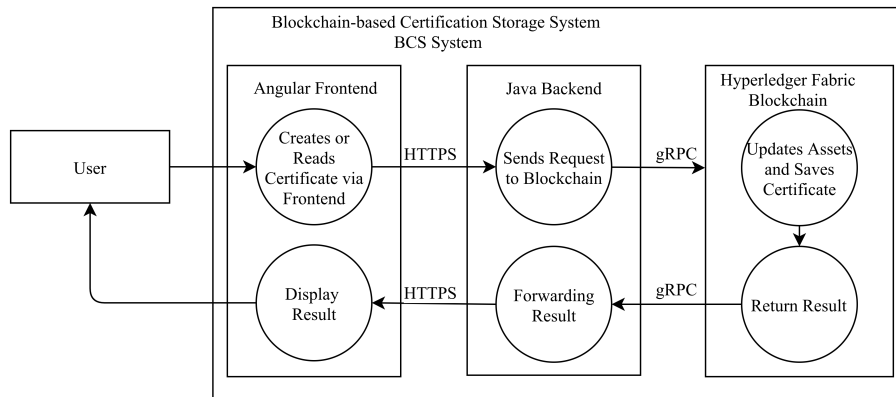 Blockchain-based Certification Storage System
BCS System
Angular Frontend
Java Backend
Hyperledger Fabric
Blockchain
User
Creates or
Reads
Certificate via
Frontend
HTTPS
Sends Request
to Blockchain
gRPC
Updates Assets
and Saves
Certificate
Display
Result
HTTPS
Forwarding
Result
gRPC
Return Result